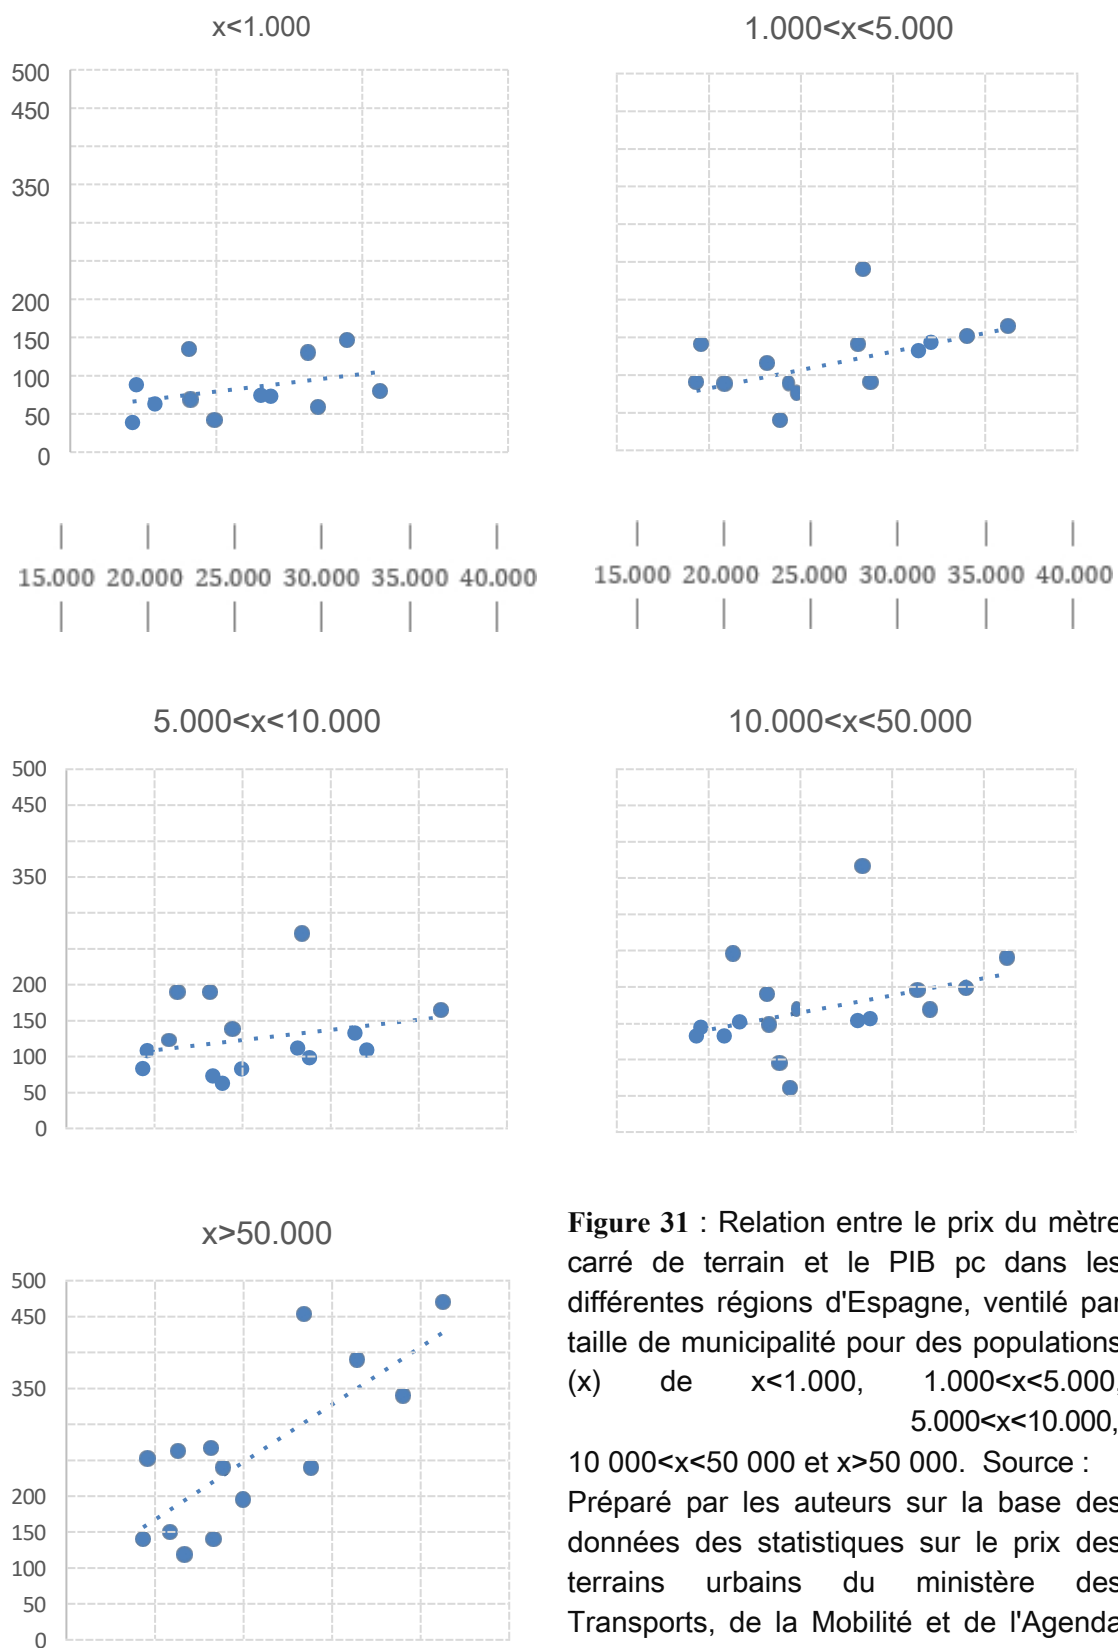 x<1.000
1.000<x<5.000
500
450
350
200
150
100
50
0
15.000 20.000 25.000 30.000 35.000 40.000
15.000 20.000 25.000 30.000 35.000 40.000
5.000<x<10.000
10.000<x<50.000
500
450
350
200
150
100
50
0
x>50.000
500
450
350
200
150
100
50
0
Figure 31 : Relation entre le prix du mètre
carré de terrain et le PIB pc dans les
différentes régions d'Espagne, ventilé par
taille de municipalité pour des populations
(x) de x<1.000, 1.000<x<5.000,
5.000<x<10.000,
10 000<x<50 000 et x>50 000. Source :
Préparé par les auteurs sur la base des
données des statistiques sur le prix des
terrains urbains du ministère des
Transports, de la Mobilité et de l'Agenda